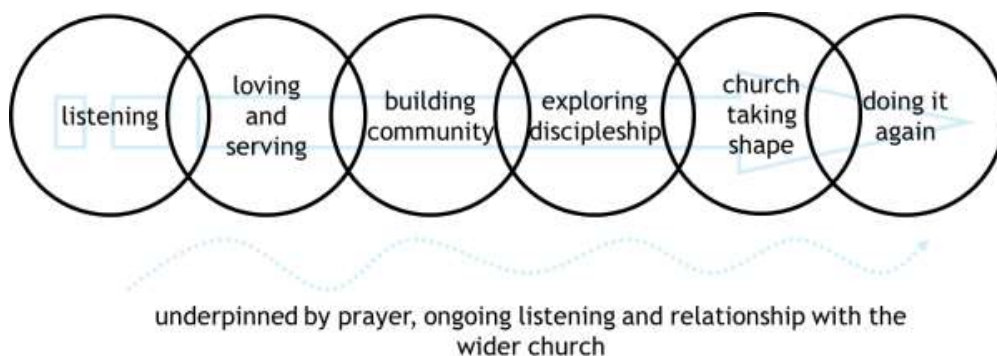 listening
loving
and
serving
building
community
exploring
discipleship
church
taking
shape
doing it
again
underpinned by prayer, ongoing listening and relationship with the
wider church